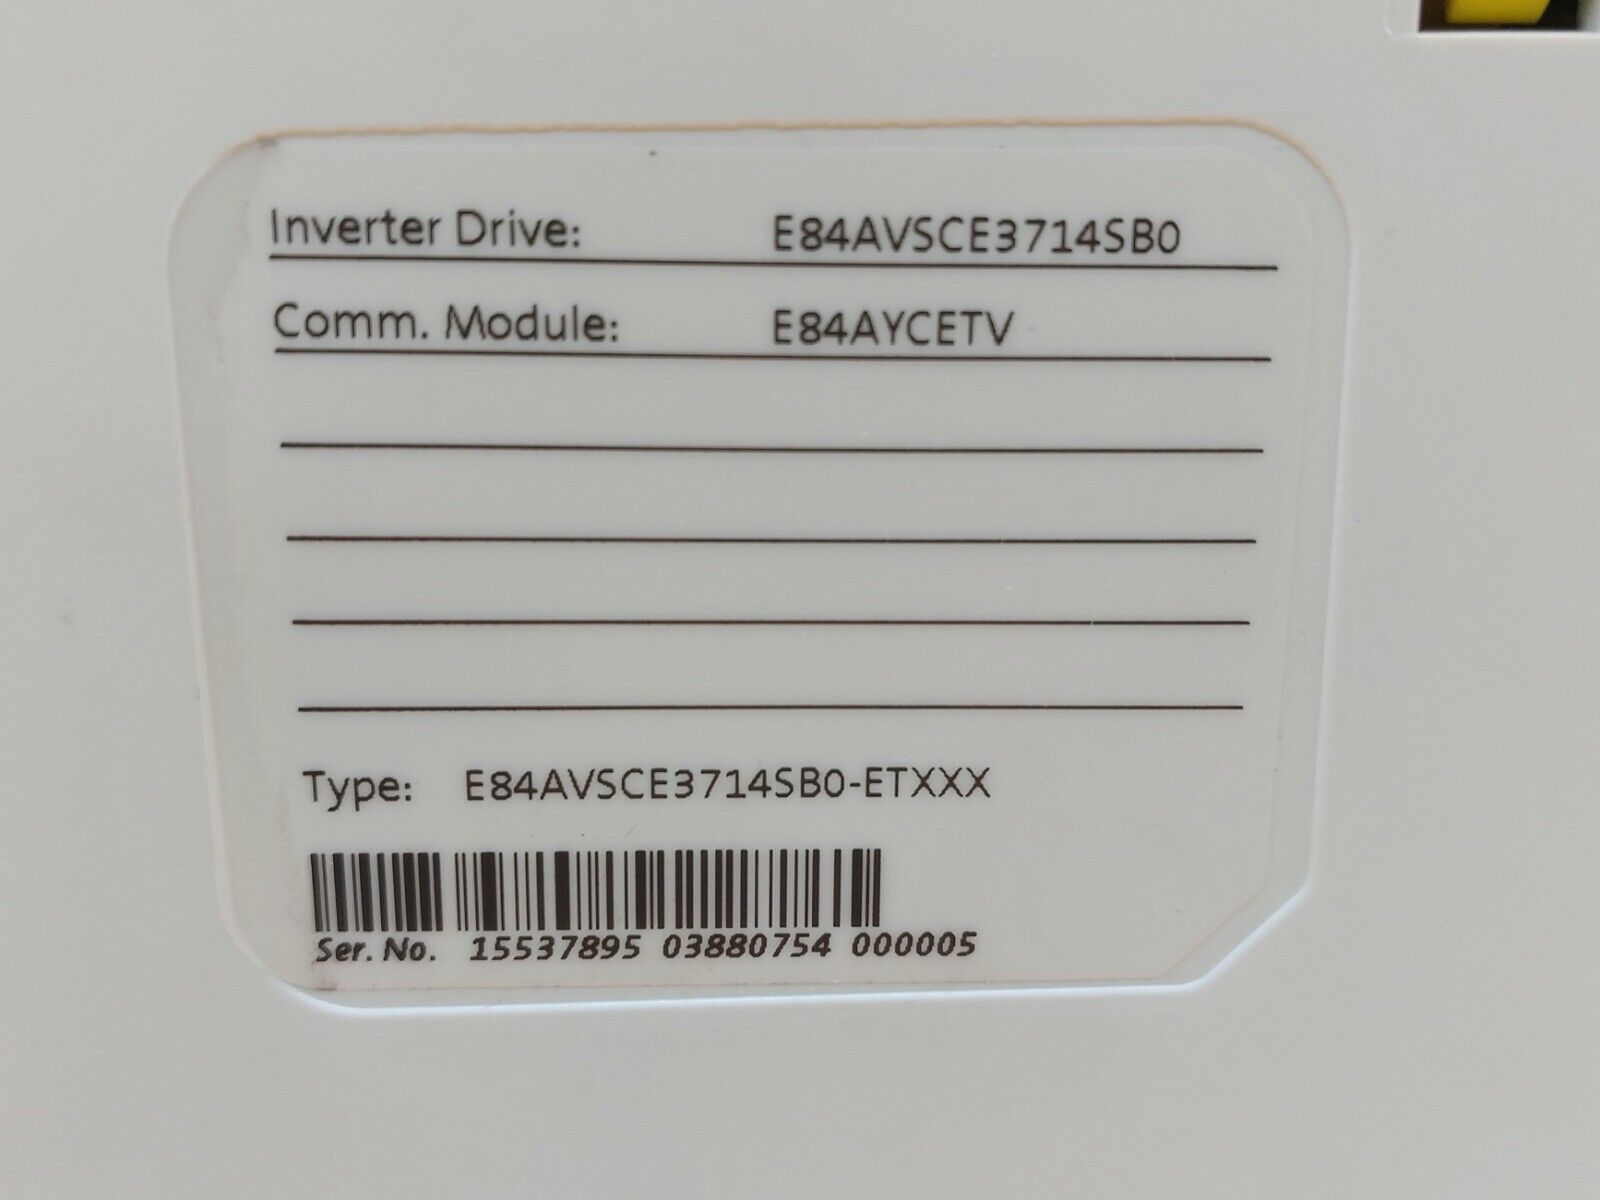 Inverter Drive: E84AVSCE3714SB0
Comm. Module: E84AYCETV
Type: E84AVSCE3714SB0-ETXXX
Ser. No. 15537895 03880754 000005